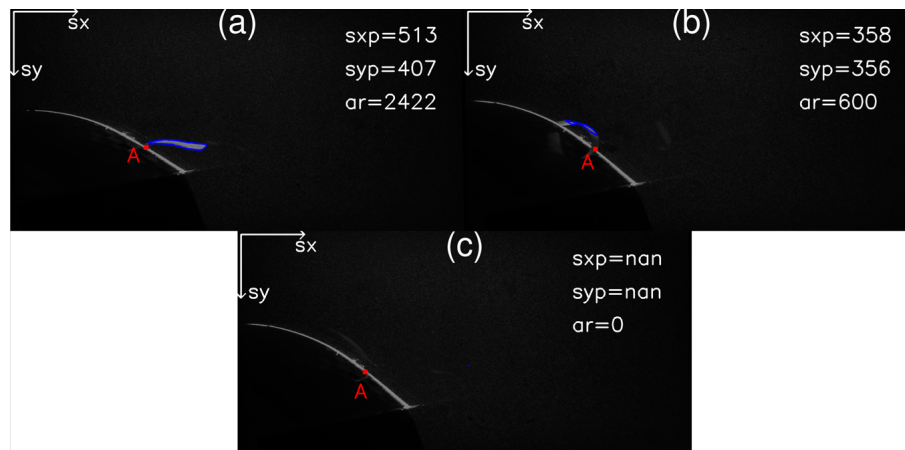 (a)
sx
sy
sxp=513
syp=407
ar=2422
A
(b)
sx
sy
sxp=358
syp=356
ar=600
A
(c)
sx
sy
sxp=nan
syp=nan
ar=0
A